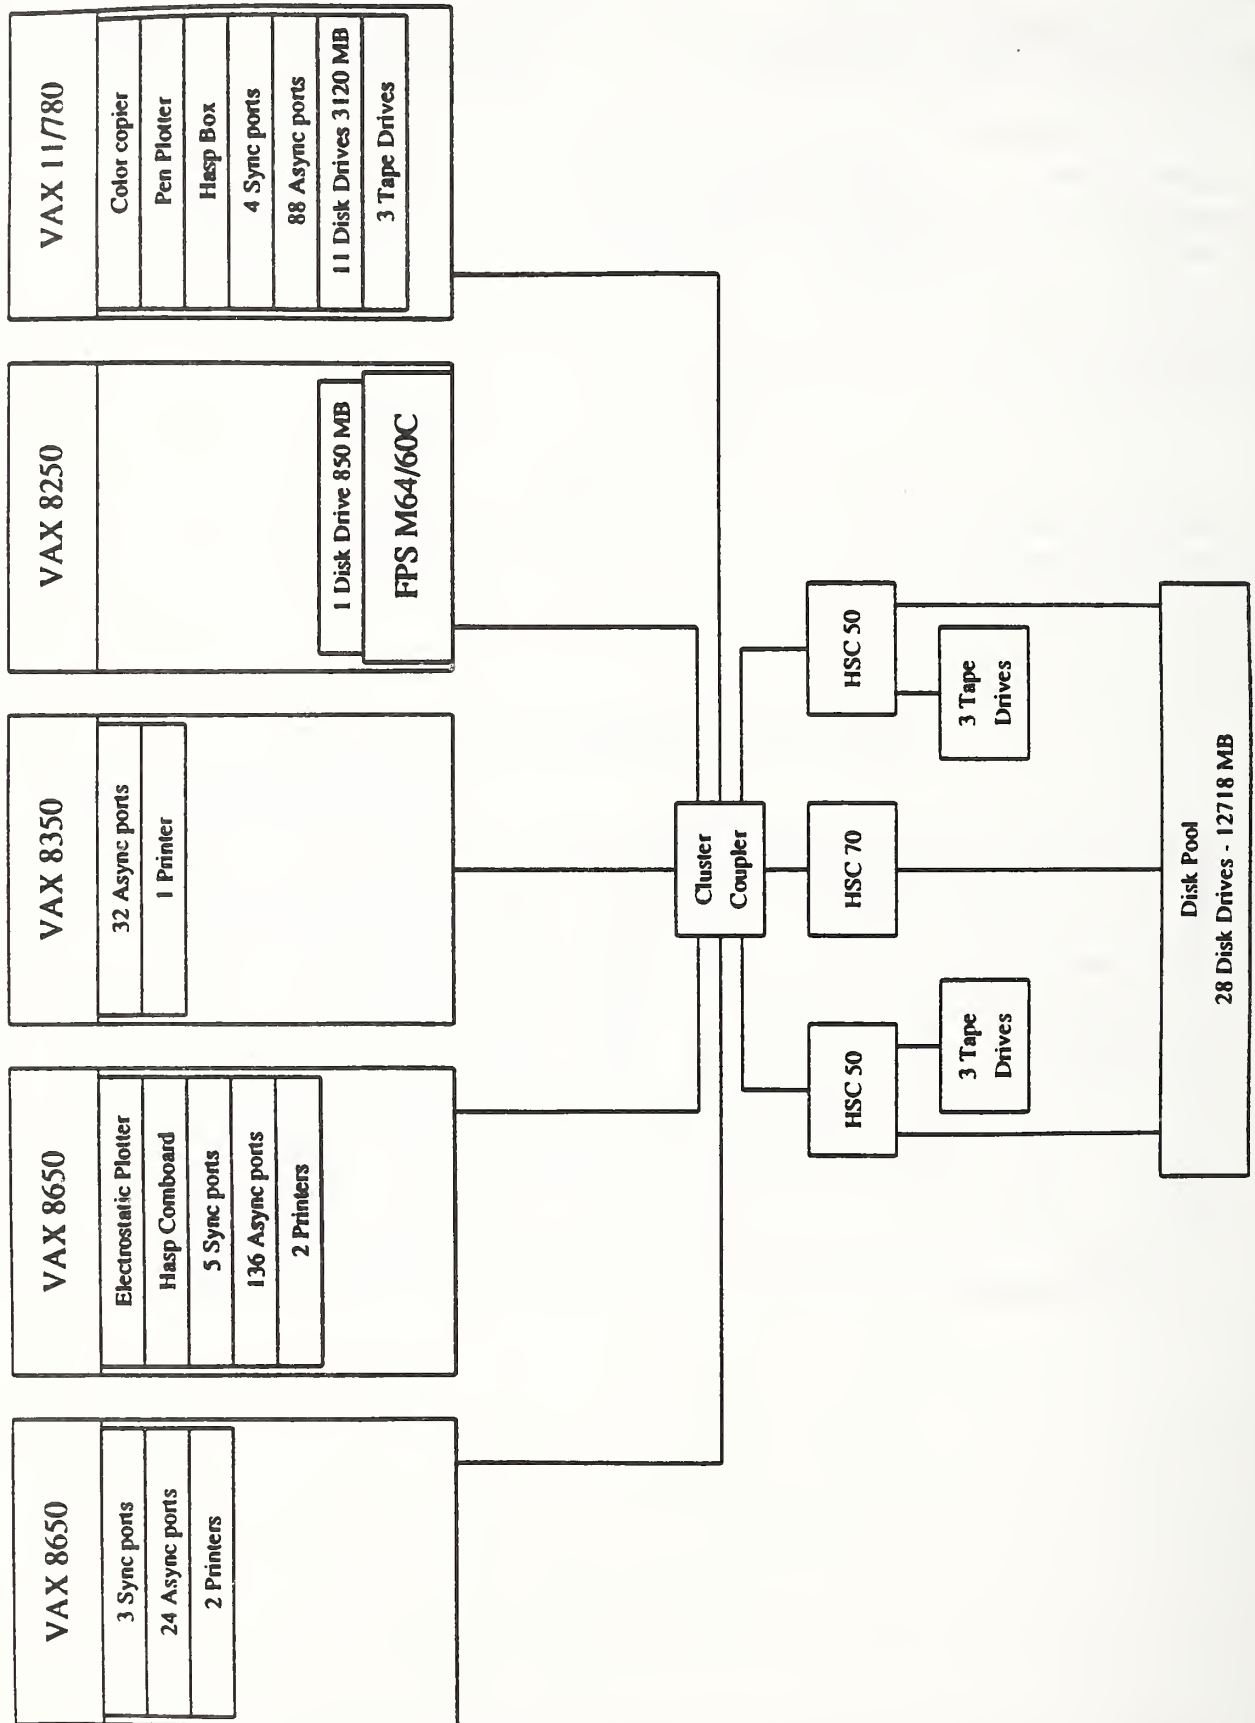 VAX 8650
3 Sync ports
24 Async ports
2 Printers
VAX 8650
Electrostatic Plotter
Hasp Comboard
5 Sync ports
136 Async ports
2 Printers
VAX 8350
32 Async ports
1 Printer
VAX 8250
1 Disk Drive 850 MB
FPS M64/60C
VAX 11/780
Color copier
Pen Plotter
Hasp Box
4 Sync ports
88 Async ports
11 Disk Drives 3120 MB
3 Tape Drives
Cluster
Coupler
HSC 50
HSC 70
HSC 50
3 Tape
Drives
3 Tape
Drives
Disk Pool
28 Disk Drives - 12718 MB